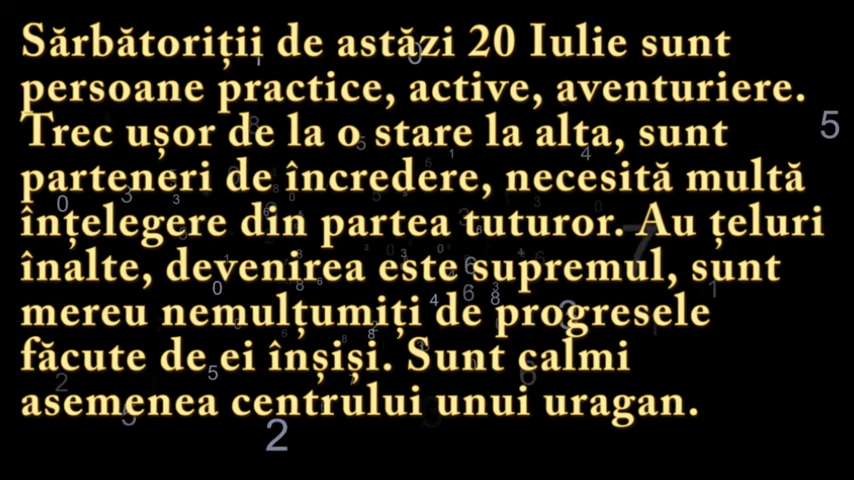 Sărbătoriții de astăzi 20 Iulie sunt
persoane practice, active, aventuriere.
Trec ușor de la o stare la alta, sunt
parteneri de încredere, necesită multă
înțelegere din partea tuturor. Au țeluri
înalte, devenirea este supremul, sunt
mereu nemulțumiți de progresele
făcute de ei înșiși. Sunt calmi
asemenea centrului unui uragan.